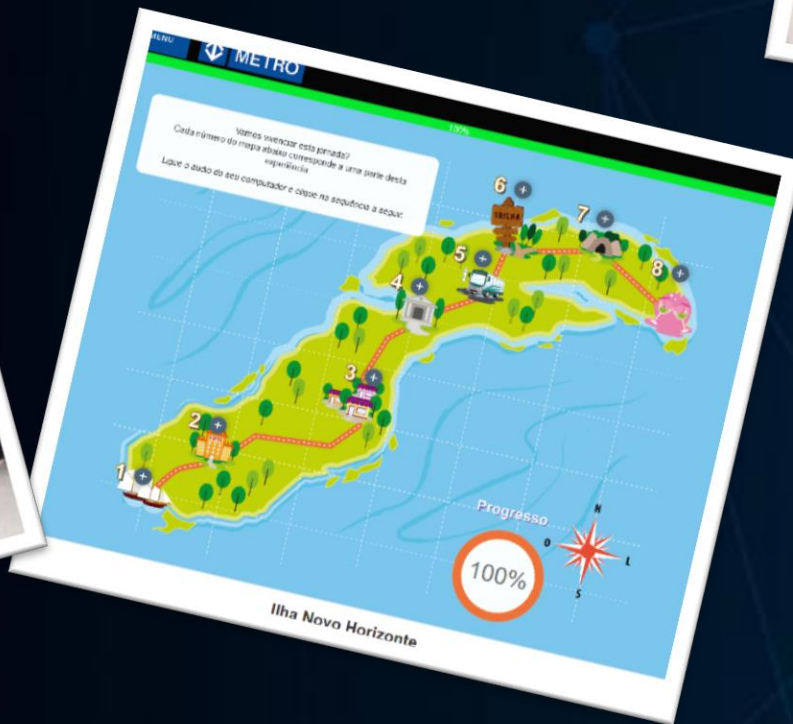 MENU
METRO
100%
Vamos vivenciar esta jornada?
Cada número do mapa abaixo corresponde a uma parte desta
experiência
Ligue o áudio do seu computador e clique na sequência a seguir:
6
7
TRILHA
5
8
4
3
2
1
Progresso
100%
N
O
L
S
Ilha Novo Horizonte